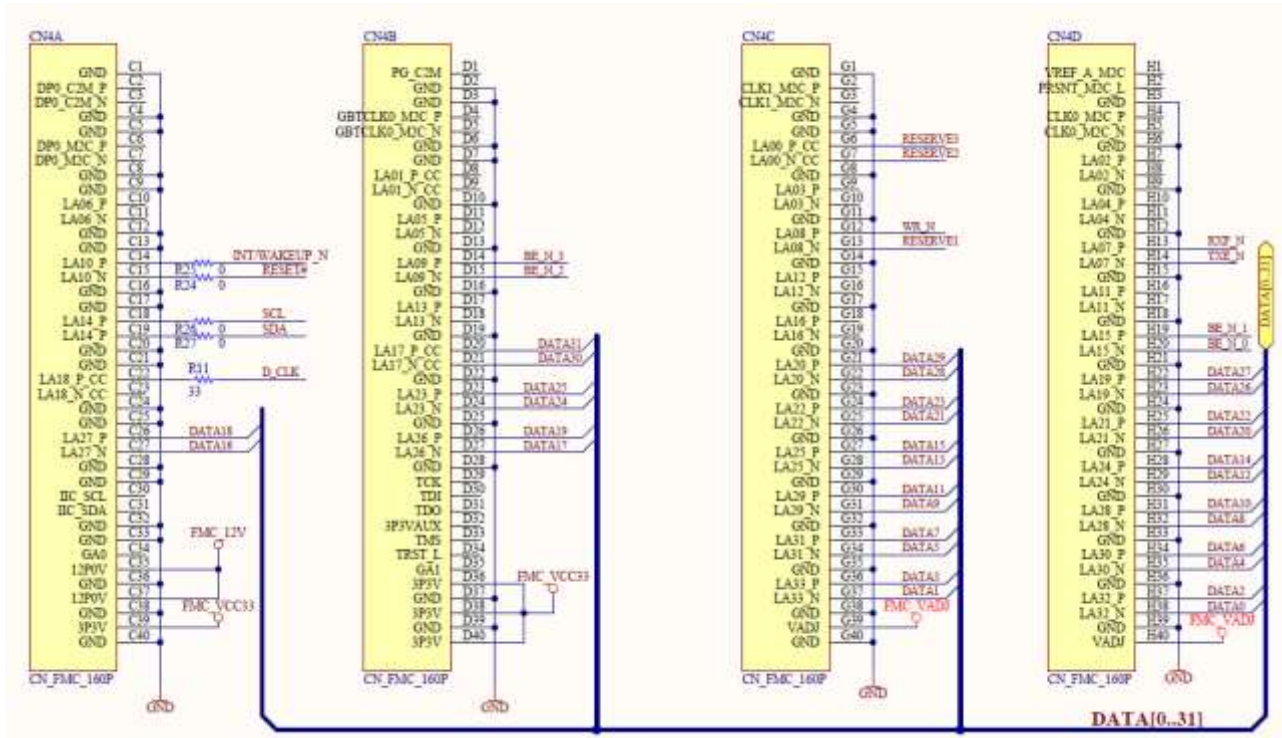 CN4A
GND C1
DP0_C2M_P C2
DP0_C2M_N C3
GND C4
GND C5
DP0_M2C_P C6
DP0_M2C_N C7
GND C8
GND C9
LA06_P C10
LA06_N C11
GND C12
GND C13
LA10_P C14 INT/WAKEUP_N
LA10_N C15 R25 0 RESET#
GND C16 R24 0
GND C17
LA14_P C18 SCL
LA14_P C19 R26 0 SDA
GND C20 R27 0
GND C21 R11
LA18_P_CC C22 D_CLK
LA18_N_CC C23 33
GND C24
GND C25
LA27_P C26 DATA18
LA27_N C27 DATA16
GND C28
GND C29
IIC_SCL C30
IIC_SDA C31
GND C32
GND C33 FMC_12V
GA0 C34
12P0V C35
GND C36
12P0V C37
GND C38 FMC_VCC33
3P3V C39
GND C40
CN_FMC_160P
GND
CN4B
PG_C2M D1
GND D2
GND D3
GBTCLK0_M2C_P D4
GBTCLK0_M2C_N D5
GND D6
GND D7
LA01_P_CC D8
LA01_N_CC D9
GND D10
LA05_P D11
LA05_N D12
GND D13
LA09_P D14 BE_N_3
LA09_N D15 BE_N_2
GND D16
LA13_P D17
LA13_N D18
GND D19
LA17_P_CC D20 DATA31
LA17_N_CC D21 DATA30
GND D22
LA23_P D23 DATA25
LA23_N D24 DATA24
GND D25
LA26_P D26 DATA19
LA26_N D27 DATA17
GND D28
TCK D29
TDI D30
TDO D31
3P3VAUX D32
TMS D33
TRST_L D34
GA1 D35
3P3V D36 FMC_VCC33
GND D37
3P3V D38
GND D39
3P3V D40
CN_FMC_160P
GND
CN4C
GND G1
CLK1_M2C_P G2
CLK1_M2C_N G3
GND G4
GND G5
LA00_P_CC G6 RESERVE3
LA00_N_CC G7 RESERVE2
GND G8
LA03_P G9
LA03_N G10
GND G11
LA08_P G12 WR_N
LA08_N G13 RESERVE1
GND G14
LA12_P G15
LA12_N G16
GND G17
LA16_P G18
LA16_N G19
GND G20
LA20_P G21 DATA29
LA20_N G22 DATA28
GND G23
LA22_P G24 DATA23
LA22_N G25 DATA21
GND G26
LA25_P G27 DATA15
LA25_N G28 DATA13
GND G29
LA29_P G30 DATA11
LA29_N G31 DATA9
GND G32
LA31_P G33 DATA7
LA31_N G34 DATA5
GND G35
LA33_P G36 DATA3
LA33_N G37 DATA1
GND G38 FMC_VADJ
VADJ G39
GND G40
CN_FMC_160P
GND
CN4D
VREF_A_M2C H1
PRSNT_M2C_L H2
GND H3
CLK0_M2C_P H4
CLK0_M2C_N H5
GND H6
LA02_P H7
LA02_N H8
GND H9
LA04_P H10
LA04_N H11
GND H12
LA07_P H13 RXF_N
LA07_N H14 TXE_N
GND H15
LA11_P H16
LA11_N H17
GND H18
LA15_P H19 BE_N_1
LA15_N H20 BE_N_0
GND H21
LA19_P H22 DATA27
LA19_N H23 DATA26
GND H24
LA21_P H25 DATA22
LA21_N H26 DATA20
GND H27
LA24_P H28 DATA14
LA24_N H29 DATA12
GND H30
LA28_P H31 DATA10
LA28_N H32 DATA8
GND H33
LA30_P H34 DATA6
LA30_N H35 DATA4
GND H36
LA32_P H37 DATA2
LA32_N H38 DATA0
GND H39 FMC_VADJ
VADJ H40
CN_FMC_160P
GND
DATA[0..31]
DATA[0..31]